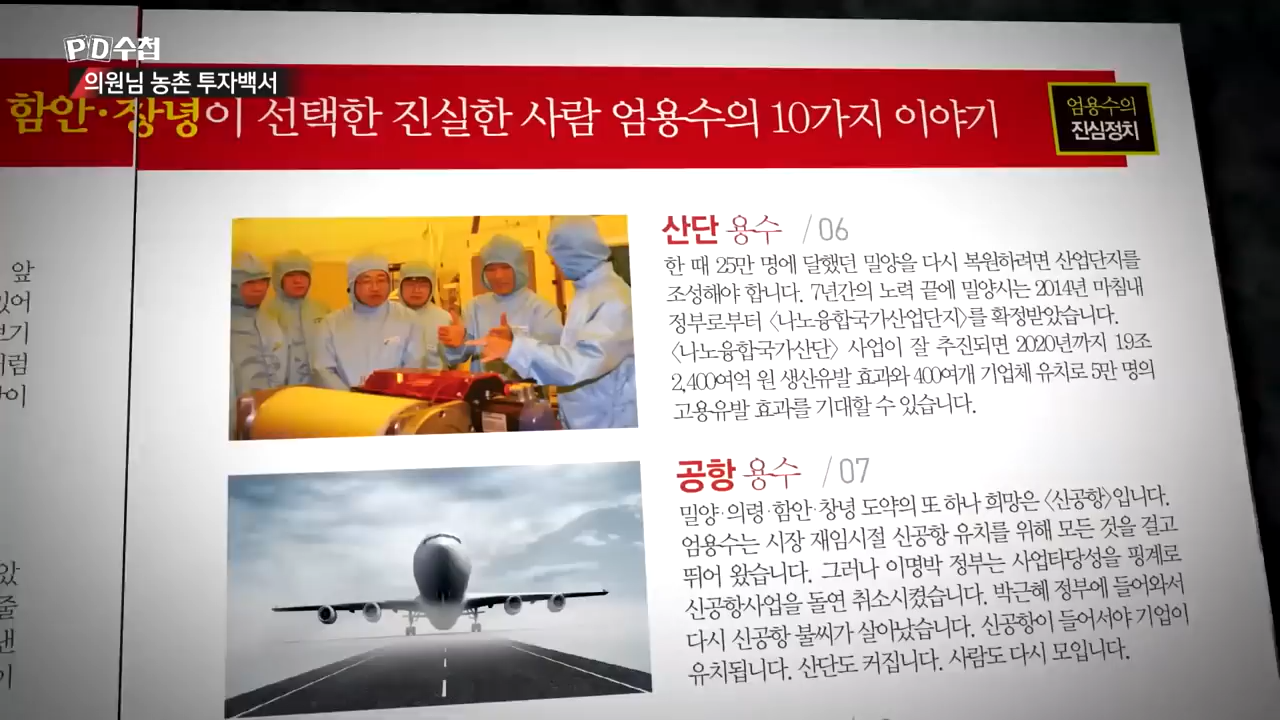 PD수첩
의원님 농촌 투자백서
함안·창녕이 선택한 진실한 사람 엄용수의 10가지 이야기
엄용수의
진심정치
앞
있어
보기
처럼
산단 용수 /06
한 때 25만 명에 달했던 밀양을 다시 복원하려면 산업단지를
조성해야 합니다. 7년간의 노력 끝에 밀양시는 2014년 마침내
정부로부터 〈나노융합국가산업단지〉를 확정받았습니다.
〈나노융합국가산단〉 사업이 잘 추진되면 2020년까지 19조
2,400여억 원 생산유발 효과와 400여개 기업체 유치로 5만 명의
고용유발 효과를 기대할 수 있습니다.
공항 용수 /07
밀양·의령·함안·창녕 도약의 또 하나 희망은 〈신공항〉입니다.
엄용수는 시장 재임시절 신공항 유치를 위해 모든 것을 걸고
뛰어 왔습니다. 그러나 이명박 정부는 사업타당성을 핑계로
신공항사업을 돌연 취소시켰습니다. 박근혜 정부에 들어와서
다시 신공항 불씨가 살아났습니다. 신공항이 들어서야 기업이
유치됩니다. 산단도 커집니다. 사람도 다시 모입니다.
았
줄
낸